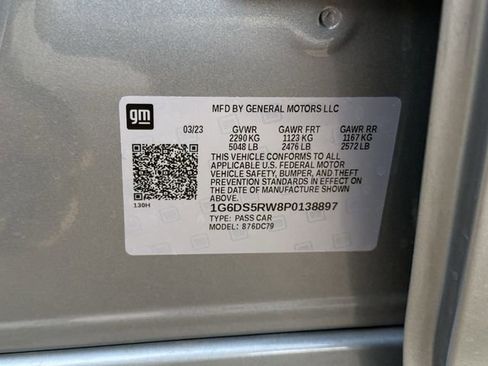 gm
MFD BY GENERAL MOTORS LLC
03/23 GVWR GAWR FRT GAWR RR
2290 KG 1123 KG 1167 KG
5048 LB 2476 LB 2572 LB
THIS VEHICLE CONFORMS TO ALL
APPLICABLE U.S. FEDERAL MOTOR
VEHICLE SAFETY, BUMPER, AND THEFT
PREVENTION STANDARDS IN EFFECT ON
THE DATE OF MANUFACTURE SHOWN
ABOVE.
130H
1G6DS5RW8P0138897
TYPE: PASS CAR
MODEL: 876DC79